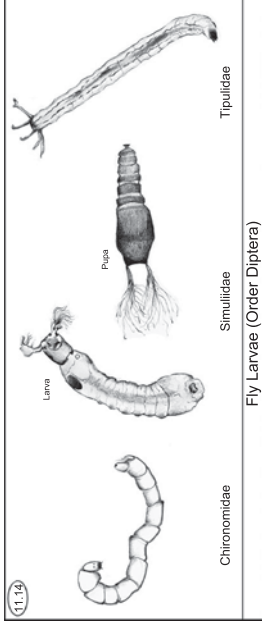 11.14
Larva
Pupa
Chironomidae
Simuliidae
Tipulidae
Fly Larvae (Order Diptera)